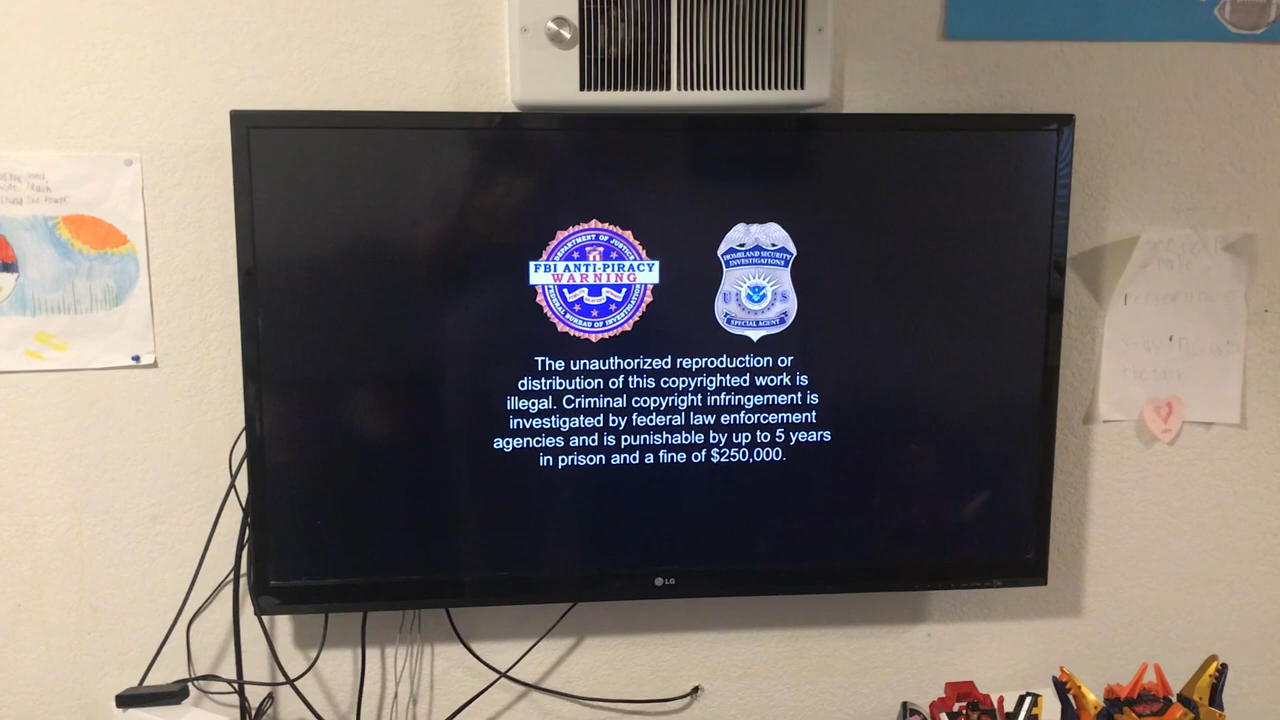 DEPARTMENT OF JUSTICE
FBI ANTI-PIRACY
WARNING
FEDERAL BUREAU OF INVESTIGATION
HOMELAND SECURITY
INVESTIGATIONS
U S
SPECIAL AGENT
The unauthorized reproduction or
distribution of this copyrighted work is
illegal. Criminal copyright infringement is
investigated by federal law enforcement
agencies and is punishable by up to 5 years
in prison and a fine of $250,000.
LG